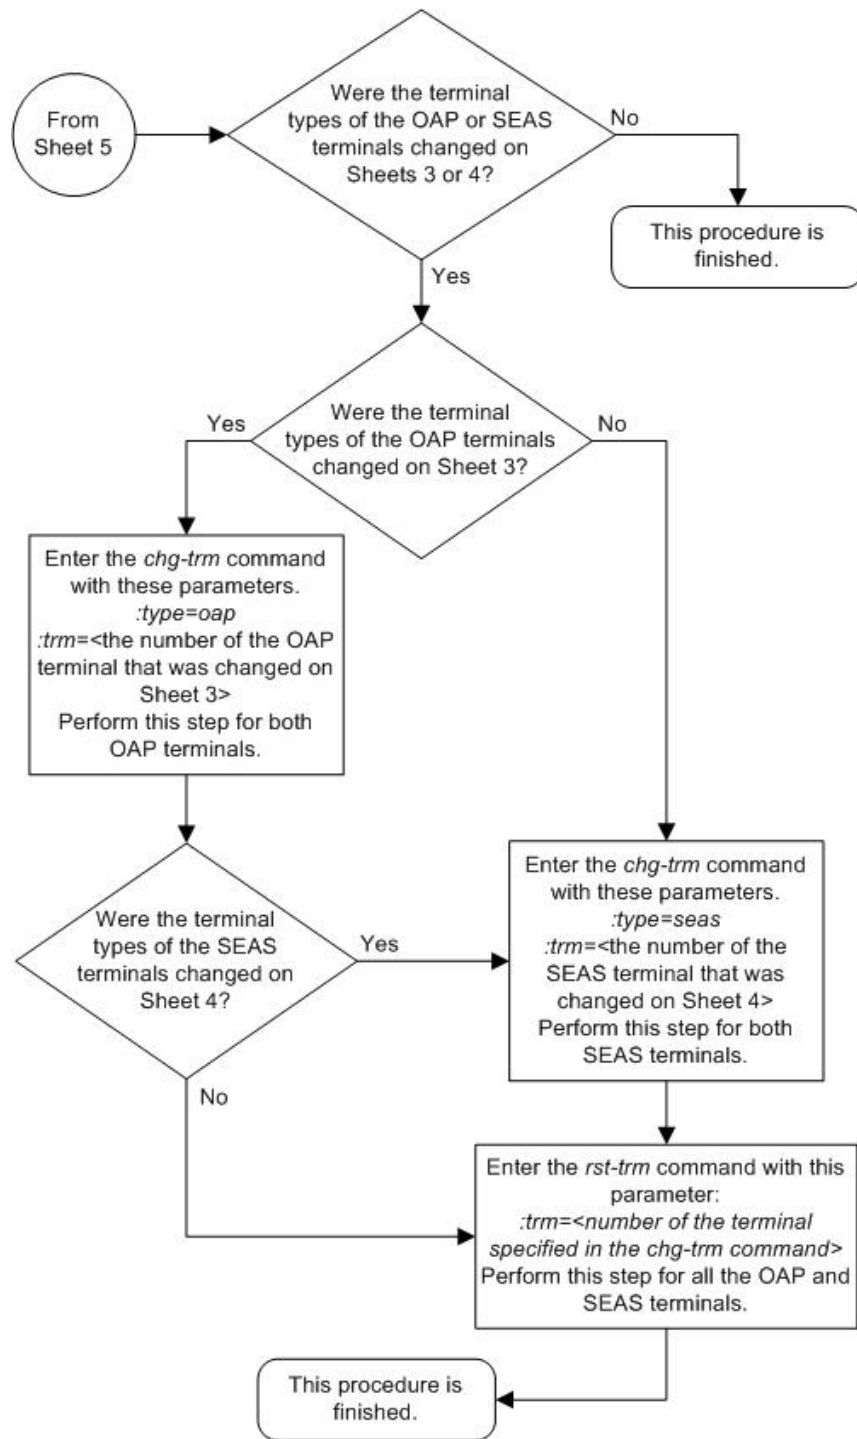 From
Sheet 5
Were the terminal
types of the OAP or SEAS
terminals changed on
Sheets 3 or 4?
No
This procedure is
finished.
Yes
Were the terminal
types of the OAP terminals
changed on Sheet 3?
Yes
No
Enter the chg-trm command
with these parameters.
:type=oap
:trm=<the number of the OAP
terminal that was changed on
Sheet 3>
Perform this step for both
OAP terminals.
Were the terminal
types of the SEAS
terminals changed on
Sheet 4?
Yes
No
Enter the chg-trm command
with these parameters.
:type=seas
:trm=<the number of the
SEAS terminal that was
changed on Sheet 4>
Perform this step for both
SEAS terminals.
Enter the rst-trm command with this
parameter:
:trm=<number of the terminal
specified in the chg-trm command>
Perform this step for all the OAP and
SEAS terminals.
This procedure is
finished.